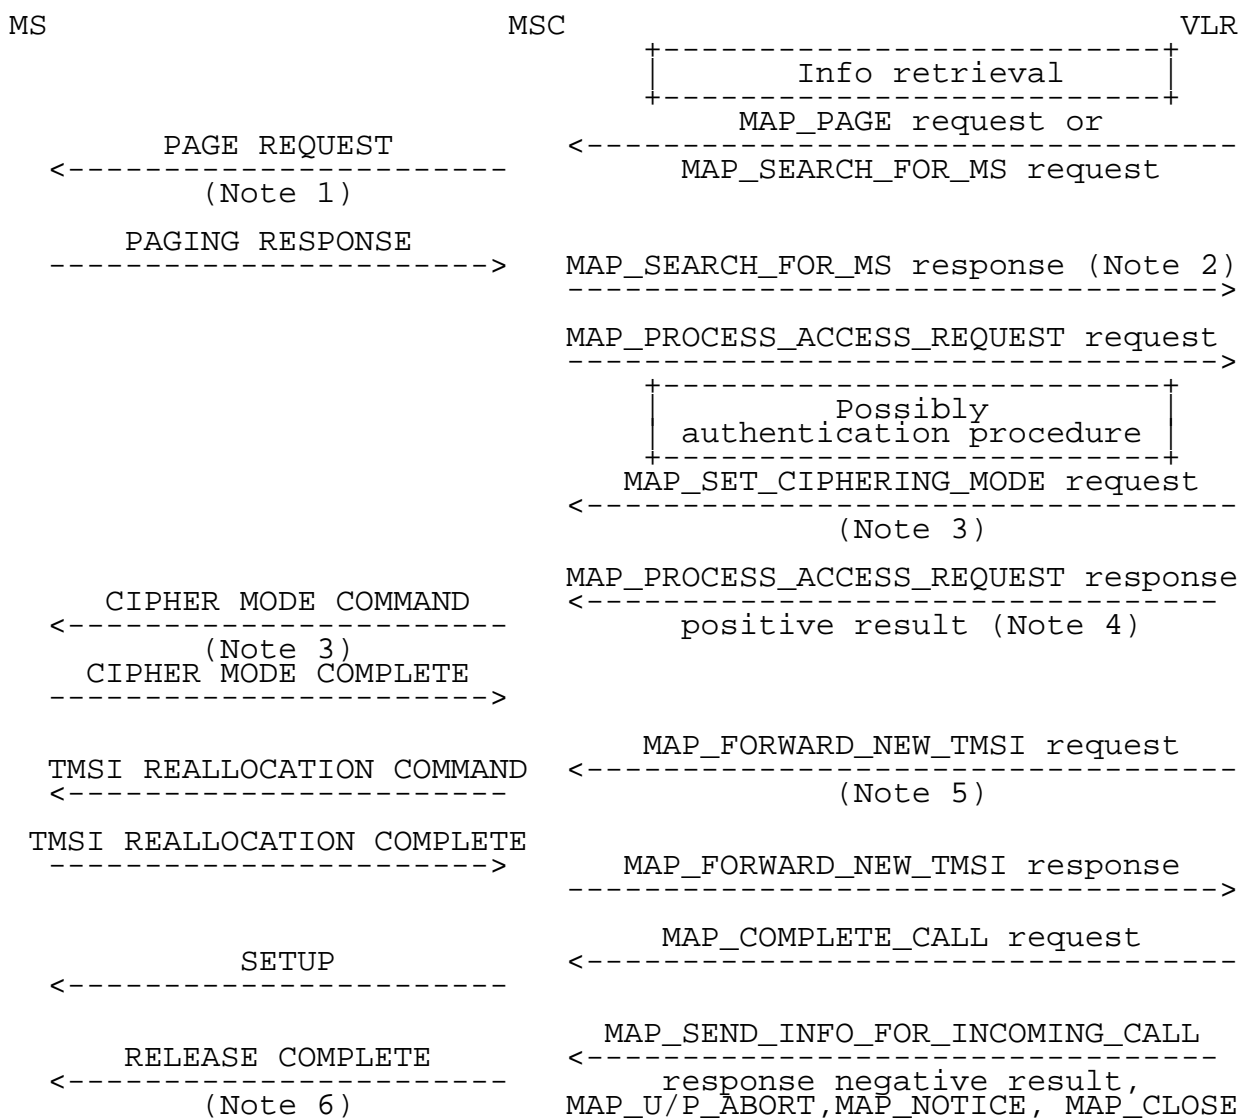 MS MSC VLR
+---------------------------+
| Info retrieval |
+---------------------------+
MAP_PAGE request or
PAGE REQUEST <----------------------------------
<----------------------- MAP_SEARCH_FOR_MS request
(Note 1)
PAGING RESPONSE
-----------------------> MAP_SEARCH_FOR_MS response (Note 2)
---------------------------------->
MAP_PROCESS_ACCESS_REQUEST request
---------------------------------->
+---------------------------+
| Possibly |
| authentication procedure |
+---------------------------+
MAP_SET_CIPHERING_MODE request
<----------------------------------
(Note 3)
MAP_PROCESS_ACCESS_REQUEST response
CIPHER MODE COMMAND <---------------------------------
<----------------------- positive result (Note 4)
(Note 3)
CIPHER MODE COMPLETE
----------------------->
MAP_FORWARD_NEW_TMSI request
TMSI REALLOCATION COMMAND <----------------------------------
<----------------------- (Note 5)
TMSI REALLOCATION COMPLETE
-----------------------> MAP_FORWARD_NEW_TMSI response
---------------------------------->
MAP_COMPLETE_CALL request
SETUP <----------------------------------
<-----------------------
MAP_SEND_INFO_FOR_INCOMING_CALL
RELEASE COMPLETE <---------------------------------
<----------------------- response negative result,
(Note 6) MAP_U/P_ABORT,MAP_NOTICE, MAP_CLOSE